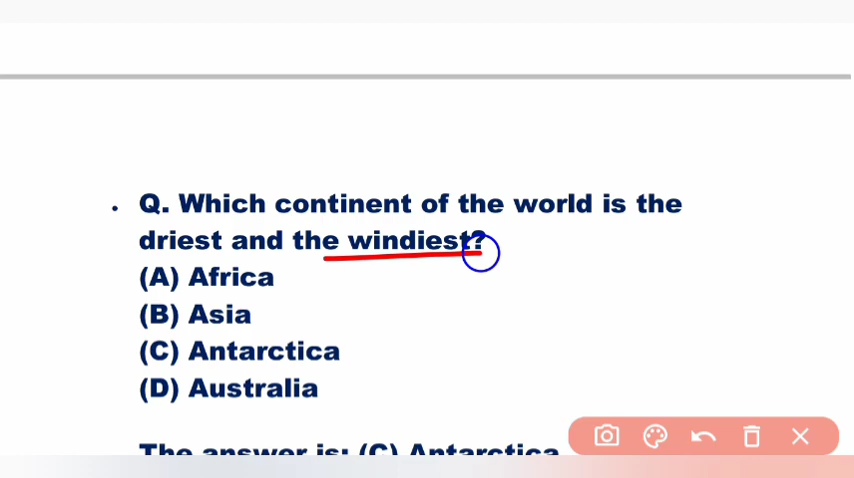 Q. Which continent of the world is the
driest and the windiest?
(A) Africa
(B) Asia
(C) Antarctica
(D) Australia
The answer is: (C) Antarctica